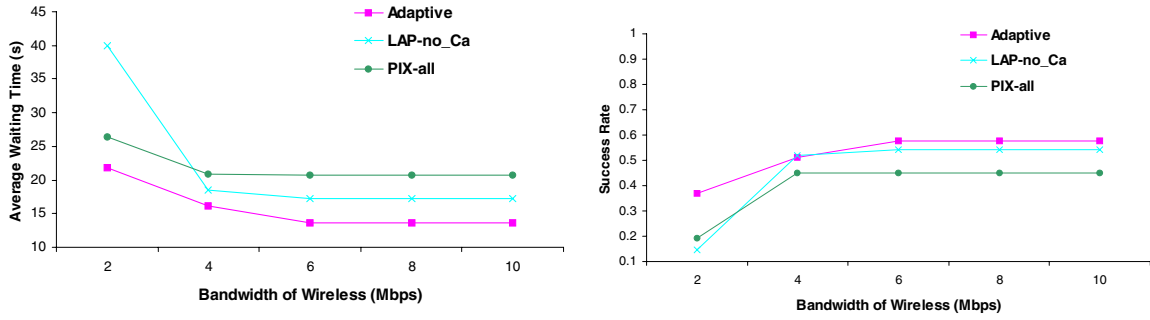 45
40
35
30
25
20
15
10
Average Waiting Time (s)
Adaptive
LAP-no_Ca
PIX-all
2 4 6 8 10
Bandwidth of Wireless (Mbps)
1
0.9
0.8
0.7
0.6
0.5
0.4
0.3
0.2
0.1
Success Rate
Adaptive
LAP-no_Ca
PIX-all
2 4 6 8 10
Bandwidth of Wireless (Mbps)